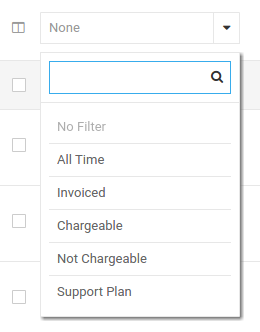 None
No Filter
All Time
Invoiced
Chargeable
Not Chargeable
Support Plan